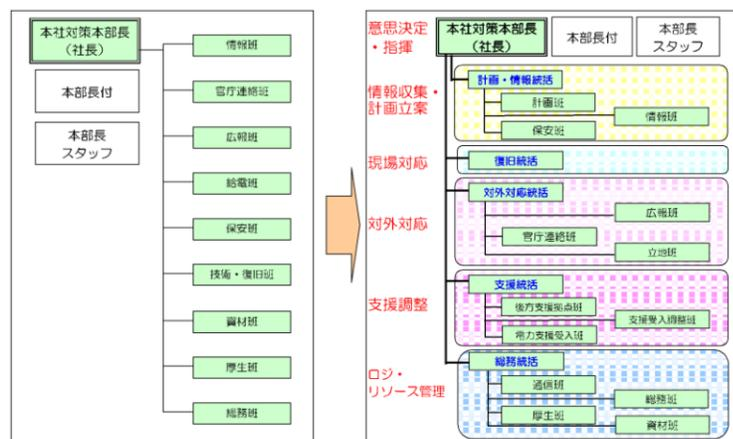 本社対策本部長
(社長)
本部長付
本部長
スタッフ
情報班
官庁連絡班
広報班
給電班
保安班
技術・復旧班
資材班
厚生班
総務班
意思決定
・指揮
本社対策本部長
(社長)
本部長付
本部長
スタッフ
情報収集・
計画立案
計画・情報統括
計画班
情報班
保安班
現場対応
復旧統括
対外対応
対外対応統括
広報班
官庁連絡班
立地班
支援調整
支援統括
後方支援拠点班
支援受入調整班
電力支援受入班
ロジ・
リソース管理
総務統括
通信班
総務班
厚生班
資材班